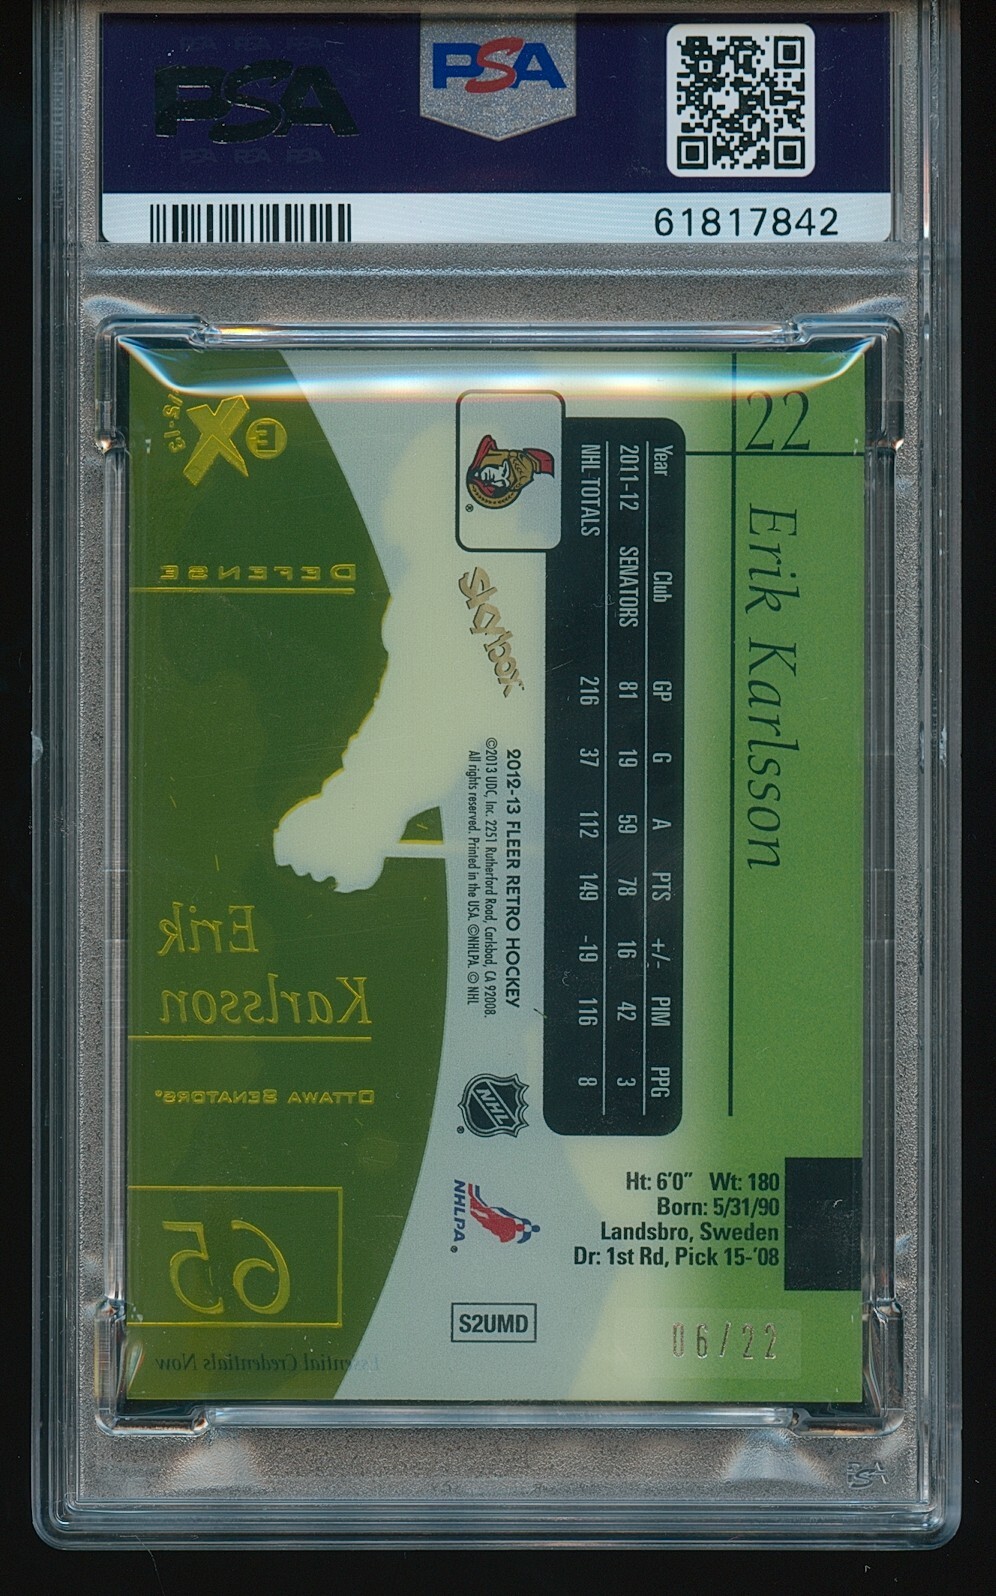 PSA
PSA
61817842
22
Erik Karlsson
Year Club GP G A PTS +/- PIM PPG
2011-12 SENATORS 81 19 59 78 16 42 3
NHL TOTALS 216 37 112 149 -19 116 8
Ht: 6'0" Wt: 180
Born: 5/31/90
Landsbro, Sweden
Dr: 1st Rd, Pick 15-'08
06/22
Skybox
2012-13 FLEER RETRO HOCKEY
©2013 UDC, Inc. 2251 Rutherford Road, Carlsbad, CA 92008.
All rights reserved. Printed in the USA. ©NHLPA. © NHL
NHL
NHLPA
S2UMD
EX
DEFENSE
Erik
Karlsson
OTTAWA SENATORS
65
Essential Credentials Now
PSA